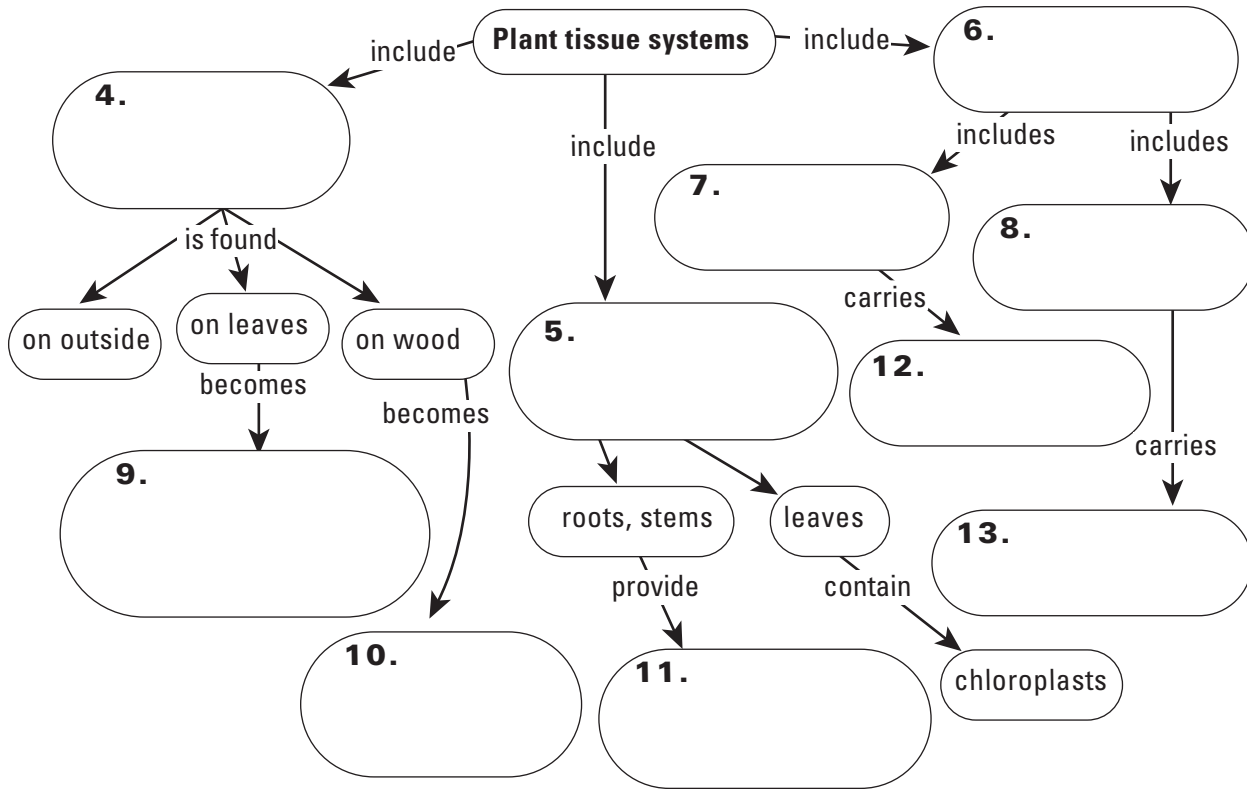 Plant tissue systems
include
include
include
4.
6.
includes
includes
7.
8.
is found
on outside
on leaves
on wood
becomes
becomes
5.
carries
12.
carries
9.
roots, stems
leaves
13.
provide
contain
10.
11.
chloroplasts